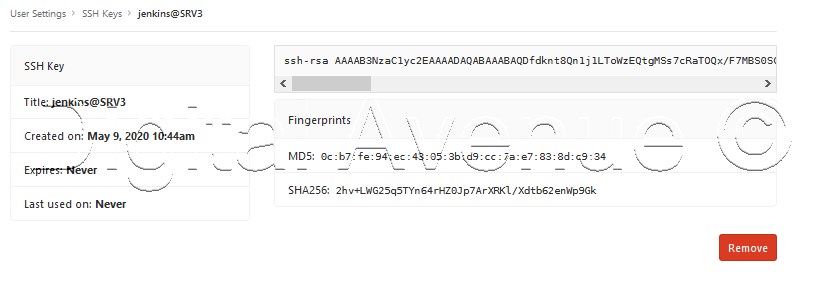 User Settings > SSH Keys > jenkins@SRV3
SSH Key
Title: jenkins@SRV3
Created on: May 9, 2020 10:44am
Expires: Never
Last used on: Never
ssh-rsa AAAAB3NzaC1yc2EAAAADAQABAAABAQDfdknt8Qn1j1LToWzEQtgMSs7cRaTOQx/F7MBS0S
Fingerprints
MD5: 0c:b7:fe:94:ec:43:05:3b:d9:cc:7a:e7:83:8d:c9:34
SHA256: 2hv+LWG25q5TYn64rHZ0Jp7ArXRKl/Xdtb62enWp9Gk
Remove
Digital Avenue ©